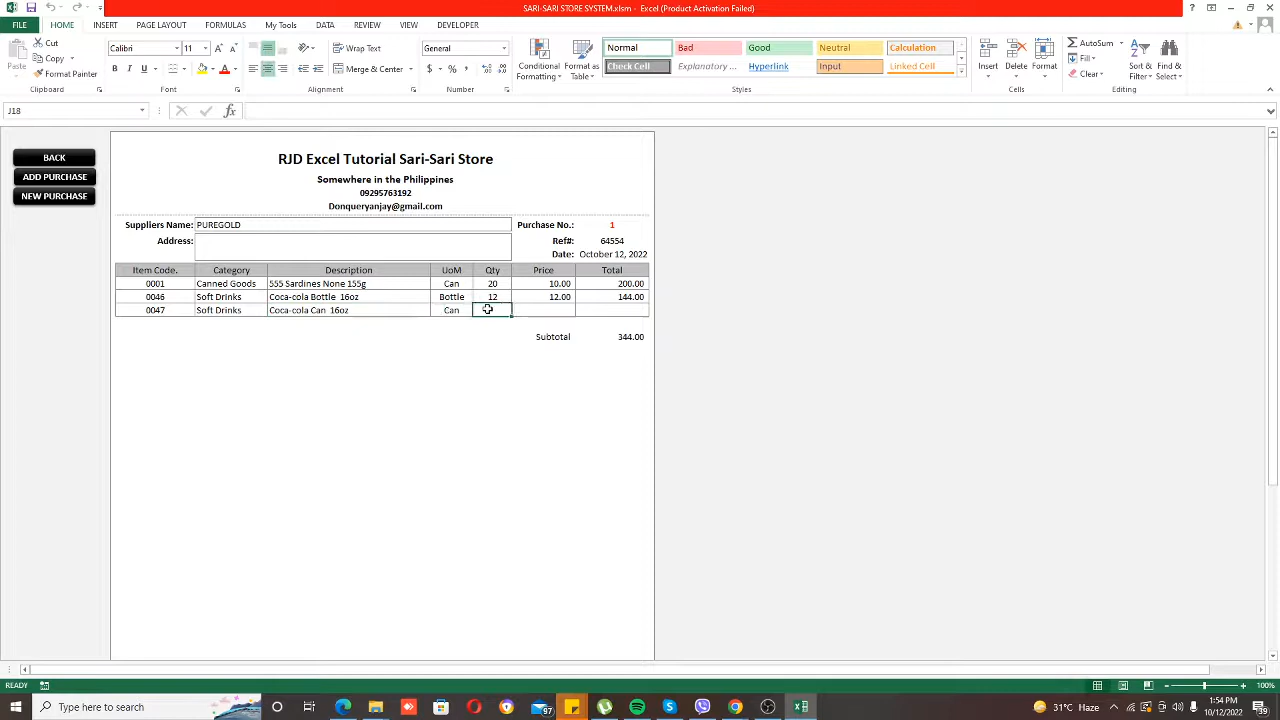 SARI-SARI STORE SYSTEM.xlsm - Excel (Product Activation Failed)
FILE HOME INSERT PAGE LAYOUT FORMULAS My Tools DATA REVIEW VIEW DEVELOPER
Paste Cut Copy Format Painter
Calibri 11 A A B I U A
Wrap Text Merge & Center
General $ % ,
Conditional Formatting Format as Table
Normal Bad Good Neutral Calculation
Check Cell Explanatory ... Hyperlink Input Linked Cell
Insert Delete Format
AutoSum Fill Clear Sort & Filter Find & Select
Clipboard Font Alignment Number Styles Cells Editing
J18 fx
BACK
ADD PURCHASE
NEW PURCHASE
RJD Excel Tutorial Sari-Sari Store
Somewhere in the Philippines
09295763192
Donqueryanjay@gmail.com
Suppliers Name: PUREGOLD Purchase No.: 1
Address: Ref#: 64554
Date: October 12, 2022
Item Code. Category Description UoM Qty Price Total
0001 Canned Goods 555 Sardines None 155g Can 20 10.00 200.00
0046 Soft Drinks Coca-cola Bottle 16oz Bottle 12 12.00 144.00
0047 Soft Drinks Coca-cola Can 16oz Can
Subtotal 344.00
READY 100%
Type here to search 97 31°C Haze 1:54 PM
10/12/2022